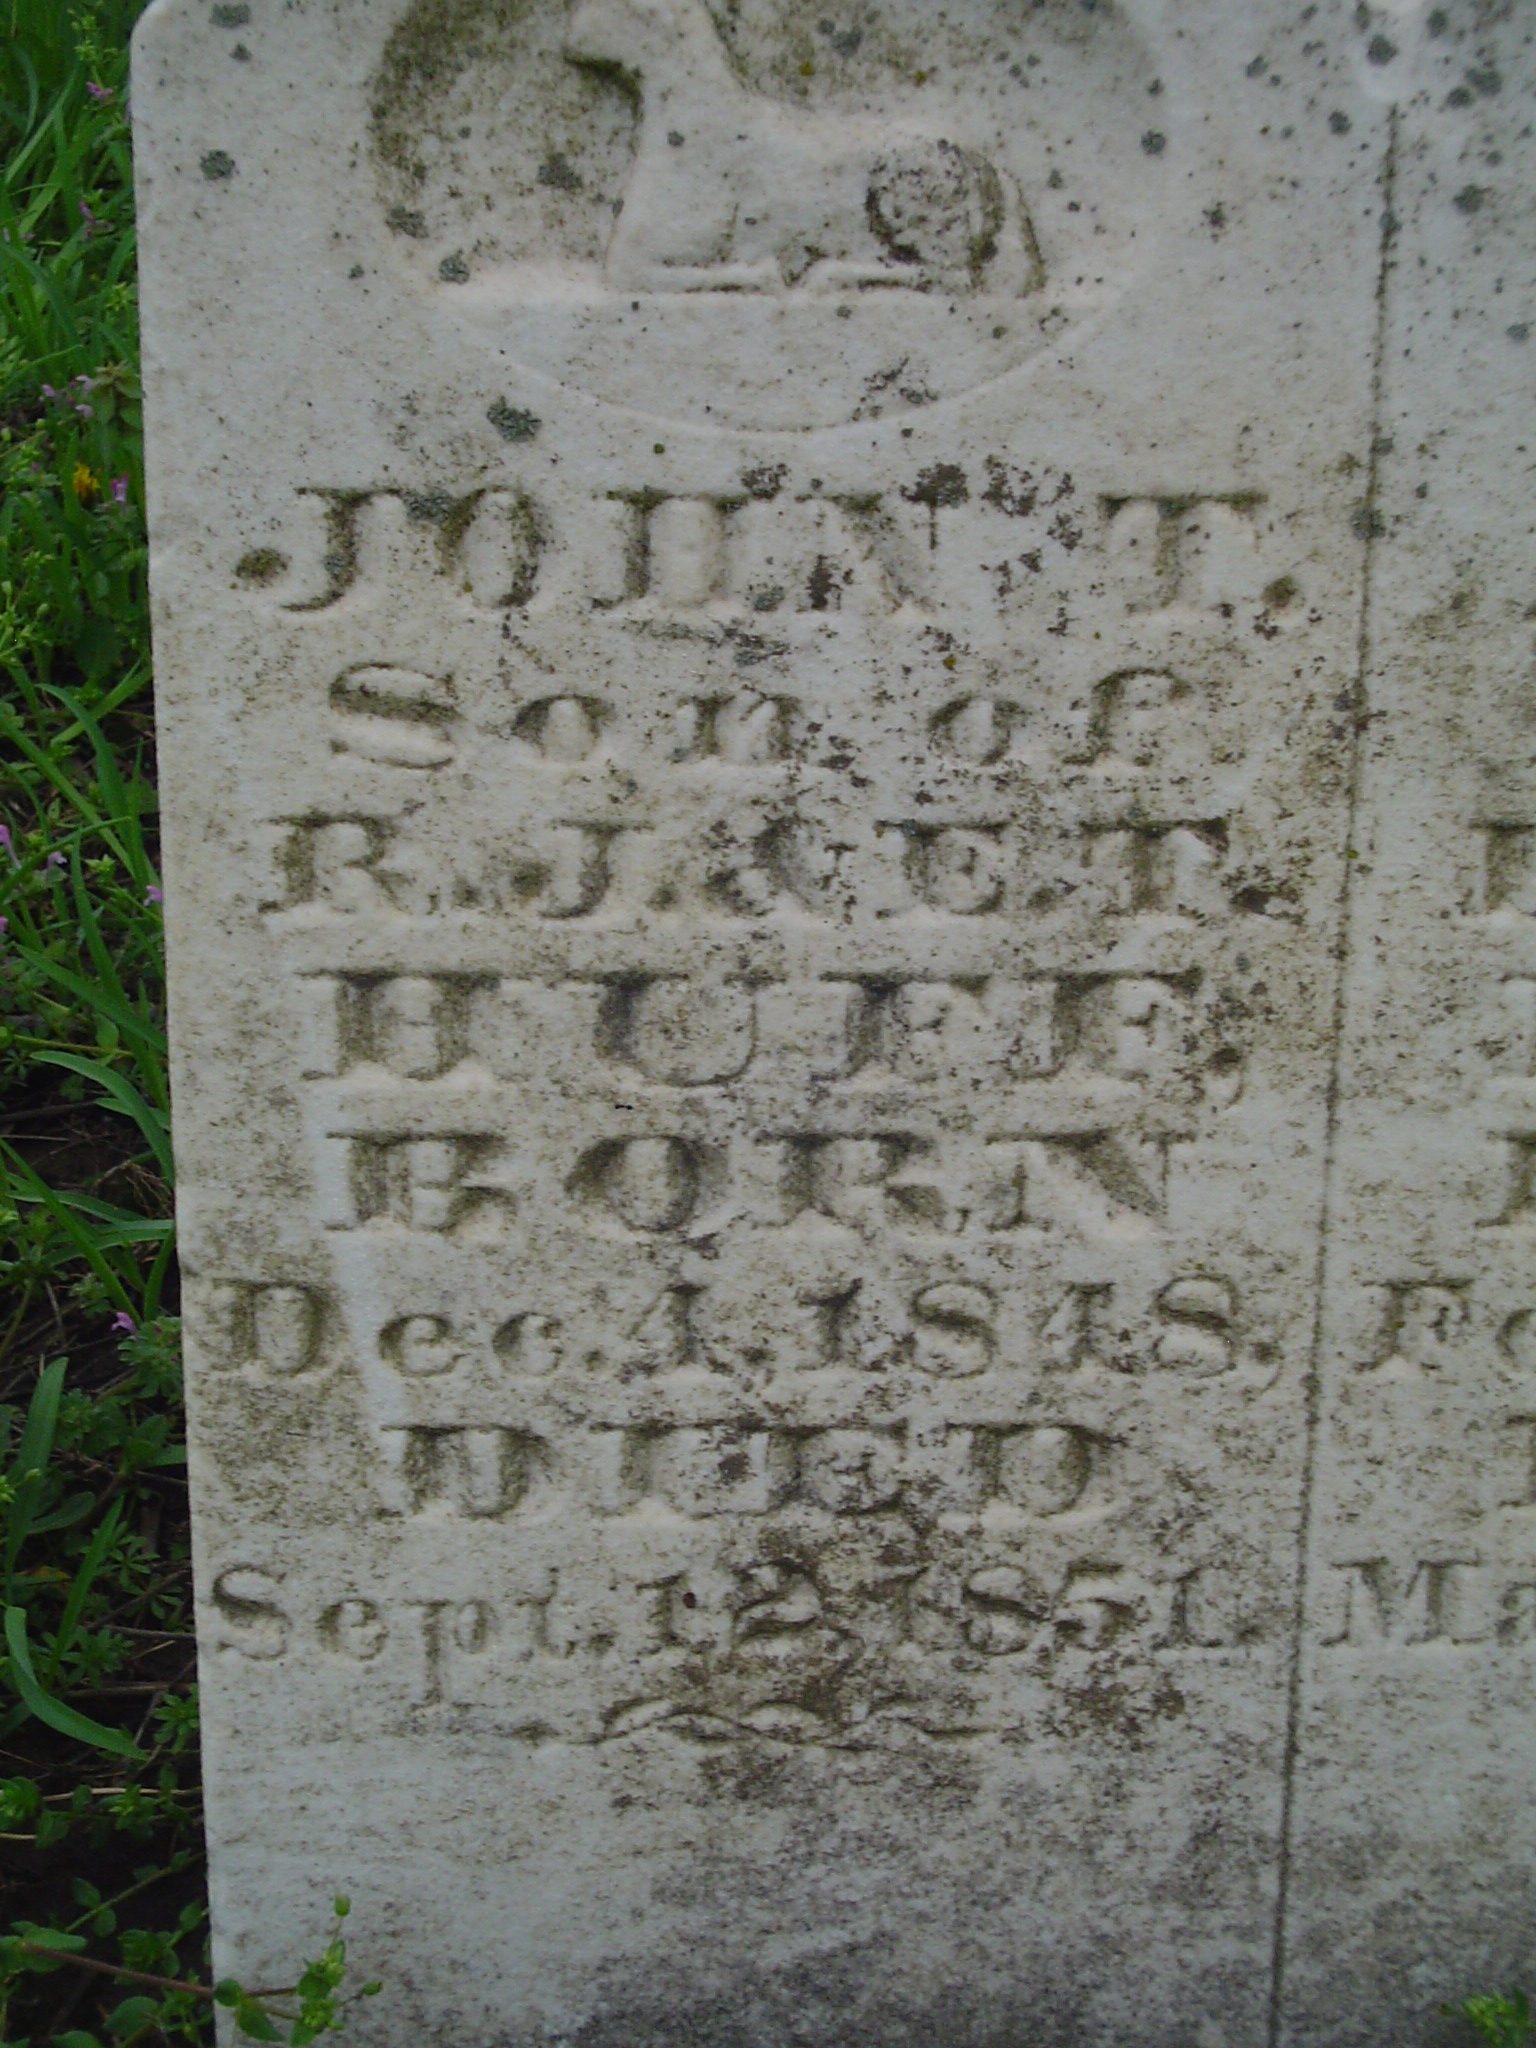 JOHN T.
Son of
R.J. & E.T.
HUFF,
BORN
Dec. 4. 1848,
DIED
Sept. 12 1851.